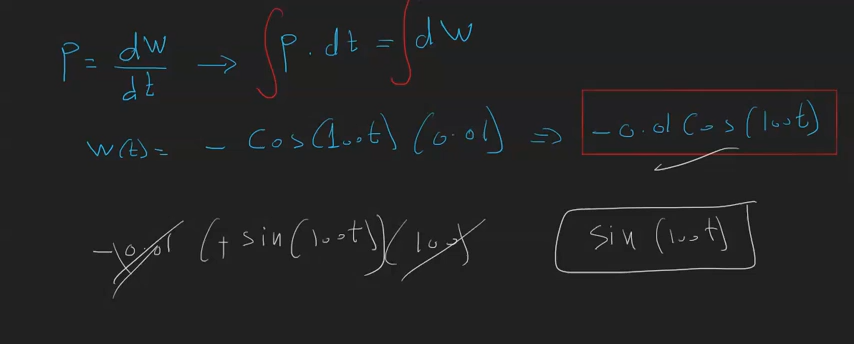 P = dw/dt → ∫ P . dt = ∫ dw
w(t) = - cos(100t) (0.01) ⇒ -0.01 cos(100t)
-0.01 (+ sin(100t)) (100) sin (100t)